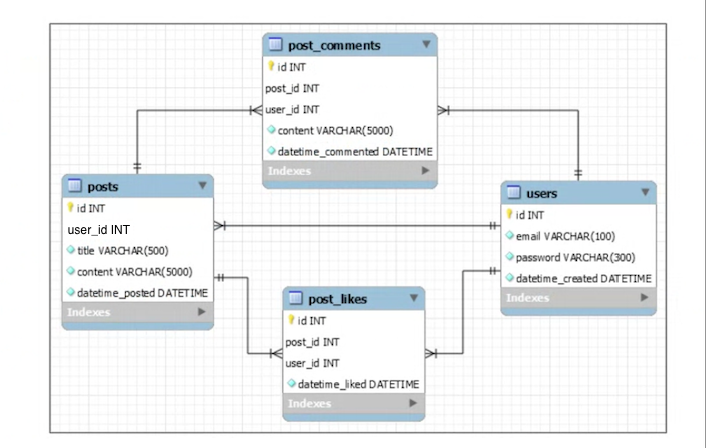 post_comments
id INT
post_id INT
user_id INT
content VARCHAR(5000)
datetime_commented DATETIME
Indexes
posts
id INT
user_id INT
title VARCHAR(500)
content VARCHAR(5000)
datetime_posted DATETIME
Indexes
users
id INT
email VARCHAR(100)
password VARCHAR(300)
datetime_created DATETIME
Indexes
post_likes
id INT
post_id INT
user_id INT
datetime_liked DATETIME
Indexes